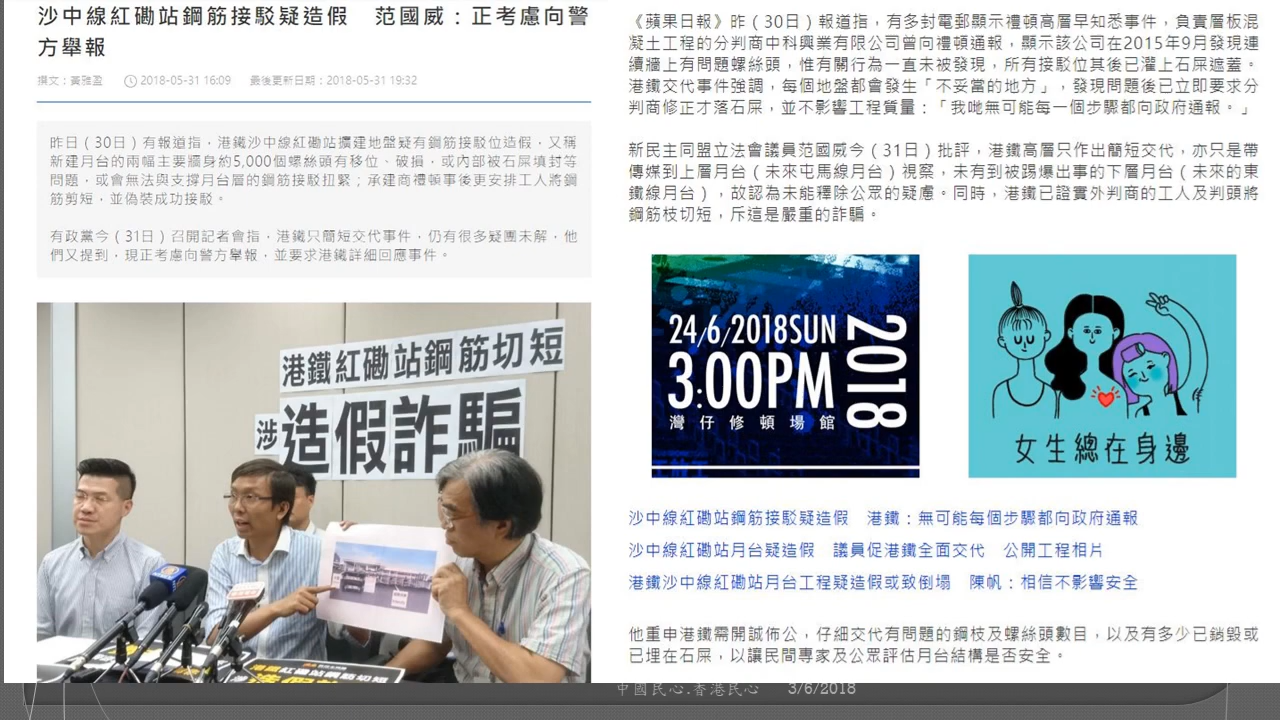 沙中線紅磡站鋼筋接駁疑造假　范國威：正考慮向警
方舉報
撰文：黃雅盈　2018-05-31 16:09　最後更新日期：2018-05-31 19:32
昨日（30日）有報道指，港鐵沙中線紅磡站擴建地盤疑有鋼筋接駁位造假，又稱
新建月台的兩幅主要牆身約5,000個螺絲頭有移位、破損，或內部被石屎填封等
問題，或會無法與支撐月台層的鋼筋接駁扭緊；承建商禮頓事後更安排工人將鋼
筋剪短，並偽裝成功接駁。
有政黨今（31日）召開記者會指，港鐵只簡短交代事件，仍有很多疑團未解，他
們又提到，現正考慮向警方舉報，並要求港鐵詳細回應事件。
港鐵紅磡站鋼筋切短
涉造假詐騙
《蘋果日報》昨（30日）報道指，有多封電郵顯示禮頓高層早知悉事件，負責層板混
凝土工程的分判商中科興業有限公司曾向禮頓通報，顯示該公司在2015年9月發現連
續牆上有問題螺絲頭，惟有關行為一直未被發現，所有接駁位其後已灌上石屎遮蓋。
港鐵交代事件強調，每個地盤都會發生「不妥當的地方」，發現問題後已立即要求分
判商修正才落石屎，並不影響工程質量：「我哋無可能每一個步驟都向政府通報。」
新民主同盟立法會議員范國威今（31日）批評，港鐵高層只作出簡短交代，亦只是帶
傳媒到上層月台（未來屯馬線月台）視察，未有到被踢爆出事的下層月台（未來的東
鐵線月台），故認為未能釋除公眾的疑慮。同時，港鐵已證實外判商的工人及判頭將
鋼筋枝切短，斥這是嚴重的詐騙。
24/6/2018SUN
3:00PM
灣仔修頓場館
2018
女生總在身邊
沙中線紅磡站鋼筋接駁疑造假　港鐵：無可能每個步驟都向政府通報
沙中線紅磡站月台疑造假　議員促港鐵全面交代　公開工程相片
港鐵沙中線紅磡站月台工程疑造假或致倒塌　陳帆：相信不影響安全
他重申港鐵需開誠佈公，仔細交代有問題的鋼枝及螺絲頭數目，以及有多少已銷毀或
已埋在石屎，以讓民間專家及公眾評估月台結構是否安全。
中國民心.香港民心　3/6/2018